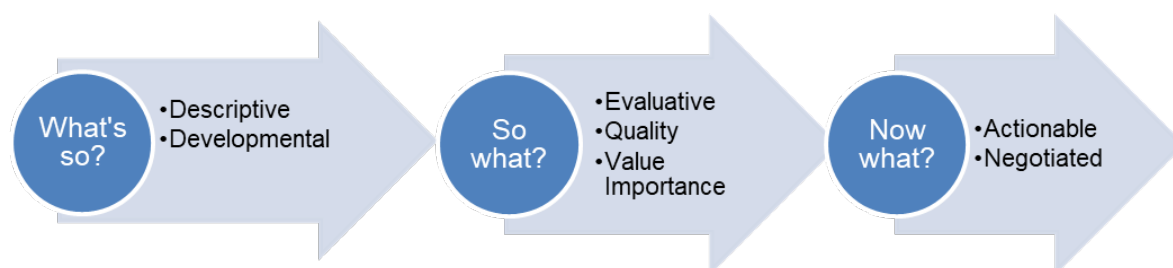 What's
so?
•Descriptive
•Developmental
So
what?
•Evaluative
•Quality
•Value
Importance
Now
what?
•Actionable
•Negotiated